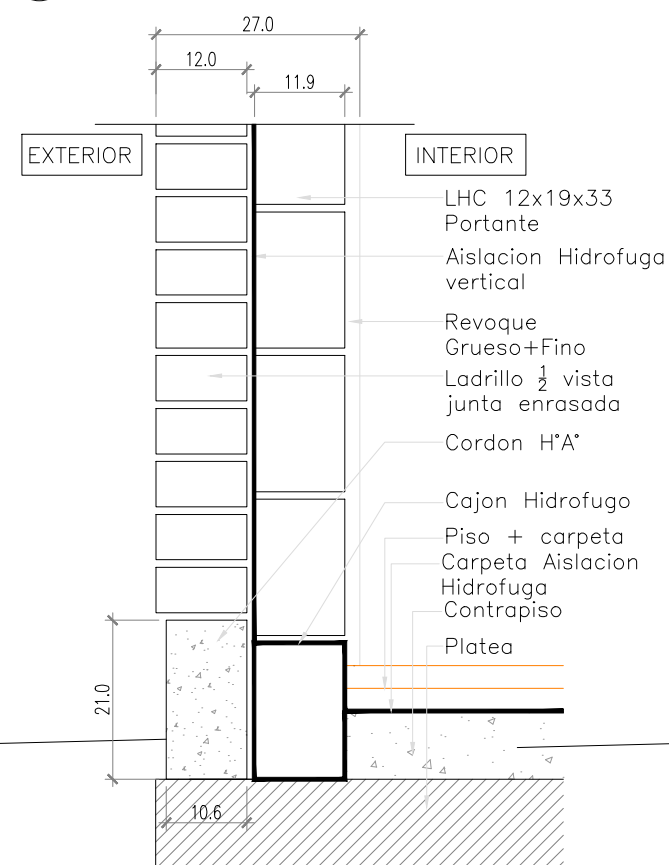 27.0
12.0
11.9
EXTERIOR
INTERIOR
LHC 12x19x33
Portante
Aislacion Hidrofuga
vertical
Revoque
Grueso+Fino
Ladrillo ½ vista
junta enrasada
Cordon H°A°
Cajon Hidrofugo
Piso + carpeta
Carpeta Aislacion
Hidrofuga
Contrapiso
Platea
21.0
10.6